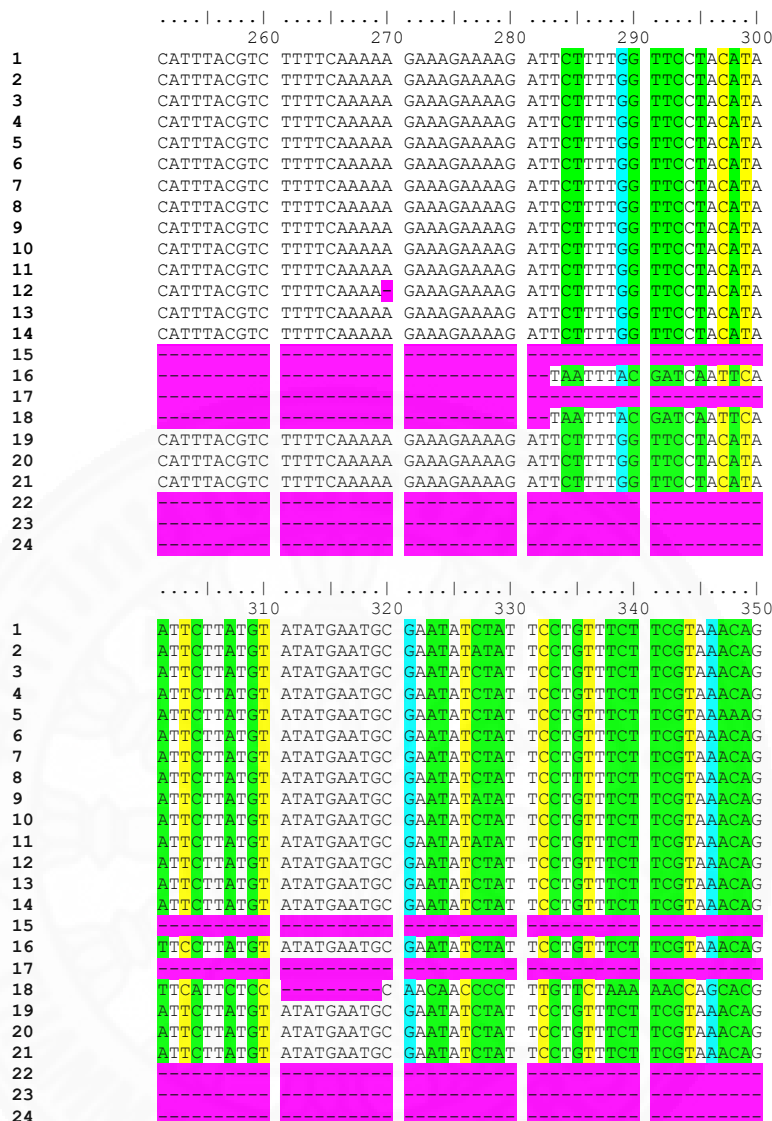 ....|....| ....|....| ....|....| ....|....| ....|....|
260 270 280 290 300
1 CATTTACGTC TTTTCAAAAA GAAAGAAAAG ATTCTTTTGG TTCCTACATA
2 CATTTACGTC TTTTCAAAAA GAAAGAAAAG ATTCTTTTGG TTCCTACATA
3 CATTTACGTC TTTTCAAAAA GAAAGAAAAG ATTCTTTTGG TTCCTACATA
4 CATTTACGTC TTTTCAAAAA GAAAGAAAAG ATTCTTTTGG TTCCTACATA
5 CATTTACGTC TTTTCAAAAA GAAAGAAAAG ATTCTTTTGG TTCCTACATA
6 CATTTACGTC TTTTCAAAAA GAAAGAAAAG ATTCTTTTGG TTCCTACATA
7 CATTTACGTC TTTTCAAAAA GAAAGAAAAG ATTCTTTTGG TTCCTACATA
8 CATTTACGTC TTTTCAAAAA GAAAGAAAAG ATTCTTTTGG TTCCTACATA
9 CATTTACGTC TTTTCAAAAA GAAAGAAAAG ATTCTTTTGG TTCCTACATA
10 CATTTACGTC TTTTCAAAAA GAAAGAAAAG ATTCTTTTGG TTCCTACATA
11 CATTTACGTC TTTTCAAAAA GAAAGAAAAG ATTCTTTTGG TTCCTACATA
12 CATTTACGTC TTTTCAAAA- GAAAGAAAAG ATTCTTTTGG TTCCTACATA
13 CATTTACGTC TTTTCAAAAA GAAAGAAAAG ATTCTTTTGG TTCCTACATA
14 CATTTACGTC TTTTCAAAAA GAAAGAAAAG ATTCTTTTGG TTCCTACATA
15 ---------- ---------- ---------- ---------- ----------
16 ---------- ---------- ---------- --TAATTTAC GATCAATTCA
17 ---------- ---------- ---------- ---------- ----------
18 ---------- ---------- ---------- --TAATTTAC GATCAATTCA
19 CATTTACGTC TTTTCAAAAA GAAAGAAAAG ATTCTTTTGG TTCCTACATA
20 CATTTACGTC TTTTCAAAAA GAAAGAAAAG ATTCTTTTGG TTCCTACATA
21 CATTTACGTC TTTTCAAAAA GAAAGAAAAG ATTCTTTTGG TTCCTACATA
22 ---------- ---------- ---------- ---------- ----------
23 ---------- ---------- ---------- ---------- ----------
24 ---------- ---------- ---------- ---------- ----------
....|....| ....|....| ....|....| ....|....| ....|....|
310 320 330 340 350
1 ATTCTTATGT ATATGAATGC GAATATCTAT TCCTGTTTCT TCGTAAACAG
2 ATTCTTATGT ATATGAATGC GAATATATAT TCCTGTTTCT TCGTAAACAG
3 ATTCTTATGT ATATGAATGC GAATATCTAT TCCTGTTTCT TCGTAAACAG
4 ATTCTTATGT ATATGAATGC GAATATCTAT TCCTGTTTCT TCGTAAACAG
5 ATTCTTATGT ATATGAATGC GAATATCTAT TCCTGTTTCT TCGTAAAAAG
6 ATTCTTATGT ATATGAATGC GAATATCTAT TCCTGTTTCT TCGTAAACAG
7 ATTCTTATGT ATATGAATGC GAATATCTAT TCCTGTTTCT TCGTAAACAG
8 ATTCTTATGT ATATGAATGC GAATATCTAT TCCTTTTTCT TCGTAAACAG
9 ATTCTTATGT ATATGAATGC GAATATATAT TCCTGTTTCT TCGTAAACAG
10 ATTCTTATGT ATATGAATGC GAATATCTAT TCCTGTTTCT TCGTAAACAG
11 ATTCTTATGT ATATGAATGC GAATATATAT TCCTGTTTCT TCGTAAACAG
12 ATTCTTATGT ATATGAATGC GAATATCTAT TCCTGTTTCT TCGTAAACAG
13 ATTCTTATGT ATATGAATGC GAATATCTAT TCCTGTTTCT TCGTAAACAG
14 ATTCTTATGT ATATGAATGC GAATATCTAT TCCTGTTTCT TCGTAAACAG
15 ---------- ---------- ---------- ---------- ----------
16 TTCCTTATGT ATATGAATGC GAATATCTAT TCCTGTTCTT TCGTAAACAG
17 ---------- ---------- ---------- ---------- ----------
18 TTCATTCTCC ---------C AACAACCCCT TTGTTCTAAA AACCAGCACG
19 ATTCTTATGT ATATGAATGC GAATATCTAT TCCTGTTTCT TCGTAAACAG
20 ATTCTTATGT ATATGAATGC GAATATCTAT TCCTGTTTCT TCGTAAACAG
21 ATTCTTATGT ATATGAATGC GAATATCTAT TCCTGTTTCT TCGTAAACAG
22 ---------- ---------- ---------- ---------- ----------
23 ---------- ---------- ---------- ---------- ----------
24 ---------- ---------- ---------- ---------- ----------